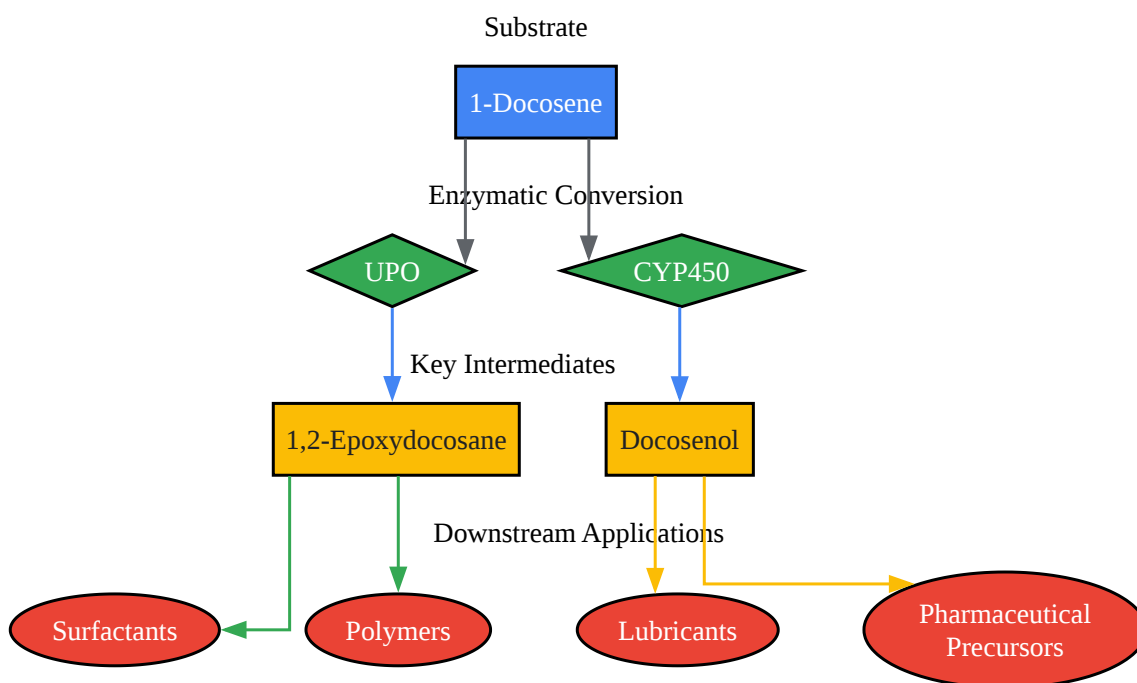 Substrate
1-Docosene
Enzymatic Conversion
UPO
CYP450
Key Intermediates
1,2-Epoxydocosane
Docosenol
Downstream Applications
Surfactants
Polymers
Lubricants
Pharmaceutical
Precursors